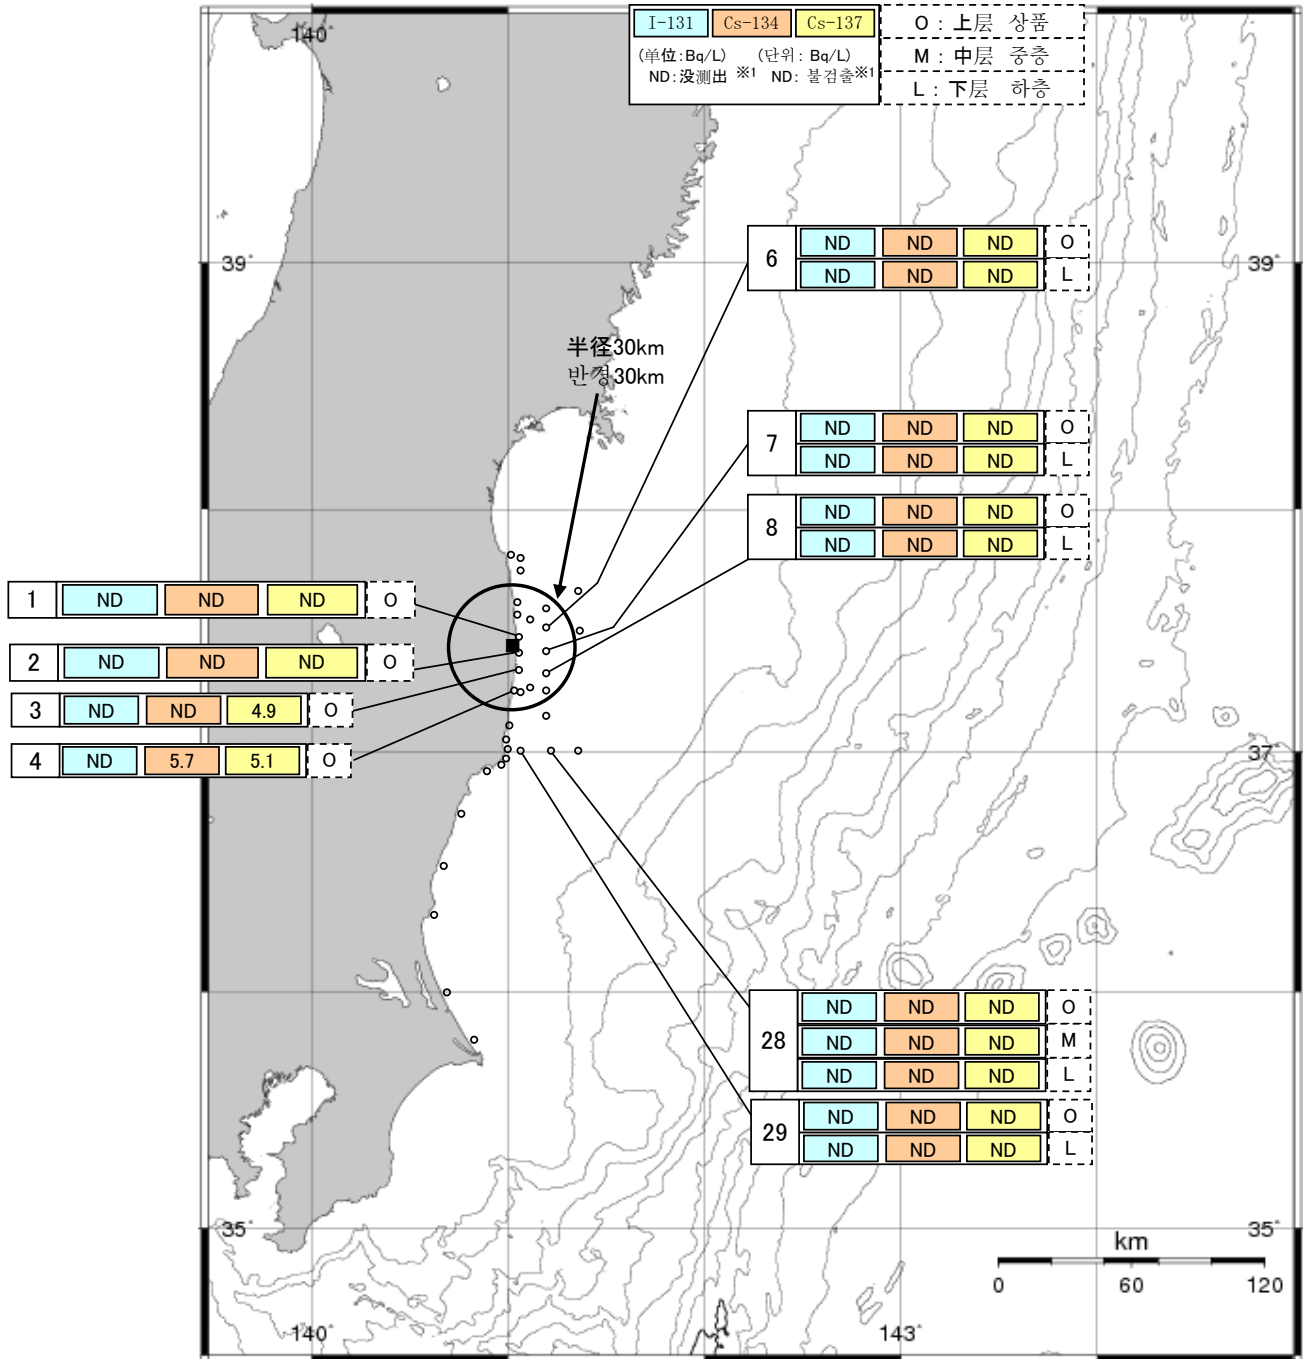 140°
I-131 Cs-134 Cs-137
(单位:Bq/L) (단위: Bq/L)
ND:没测出 ※1 ND: 불검출※1
O : 上层 상품
M : 中层 중층
L : 下层 하층
6 ND ND ND O
ND ND ND L
39° 39°
半径30km
반경30km
7 ND ND ND O
ND ND ND L
8 ND ND ND O
ND ND ND L
1 ND ND ND O
2 ND ND ND O
3 ND ND 4.9 O
4 ND 5.7 5.1 O
37°
28 ND ND ND O
ND ND ND M
ND ND ND L
29 ND ND ND O
ND ND ND L
35° 35°
km
0 60 120
140° 143°